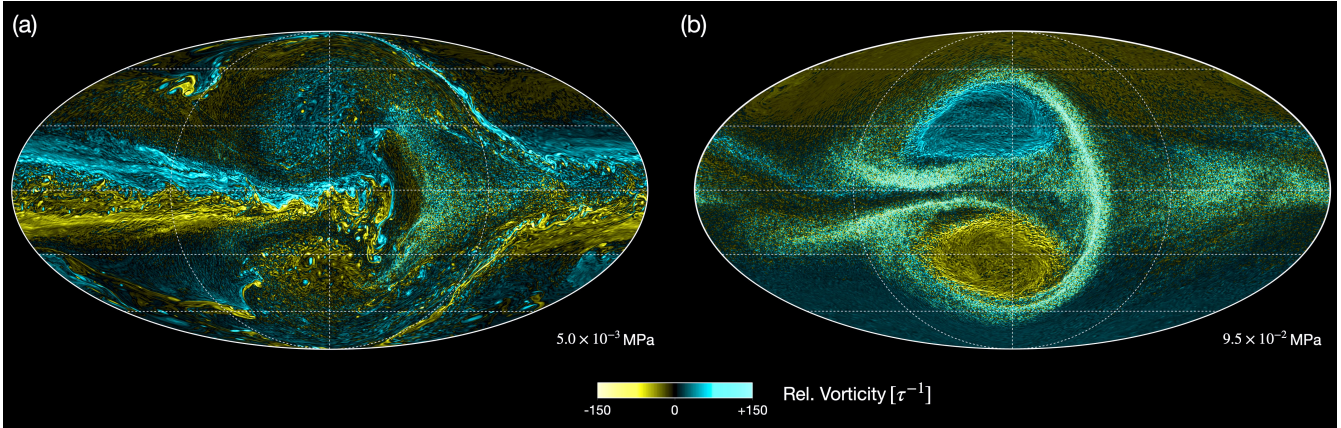 (a)
(b)
5.0 × 10⁻³ MPa
9.5 × 10⁻² MPa
Rel. Vorticity [τ⁻¹]
-150 0 +150